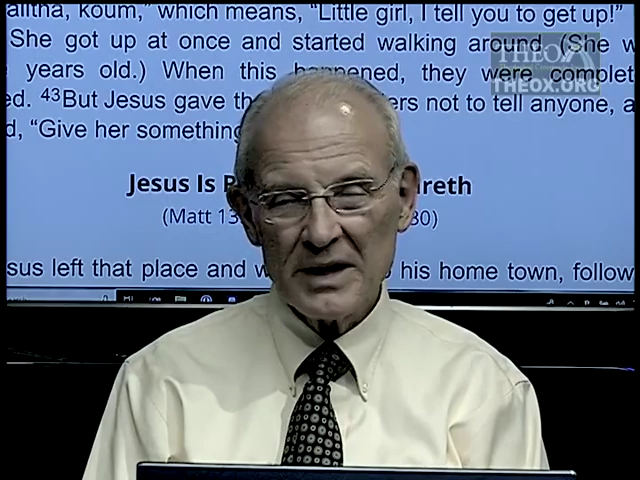 alitha, koum," which means, "Little girl, I tell you to get up!"
She got up at once and started walking around. (She w
years old.) When this happened, they were complet
ed. 43But Jesus gave th ers not to tell anyone, a
d, "Give her something
Jesus Is R reth
(Matt 13 30)
sus left that place and w his home town, follow
THEOX
THEOX.ORG